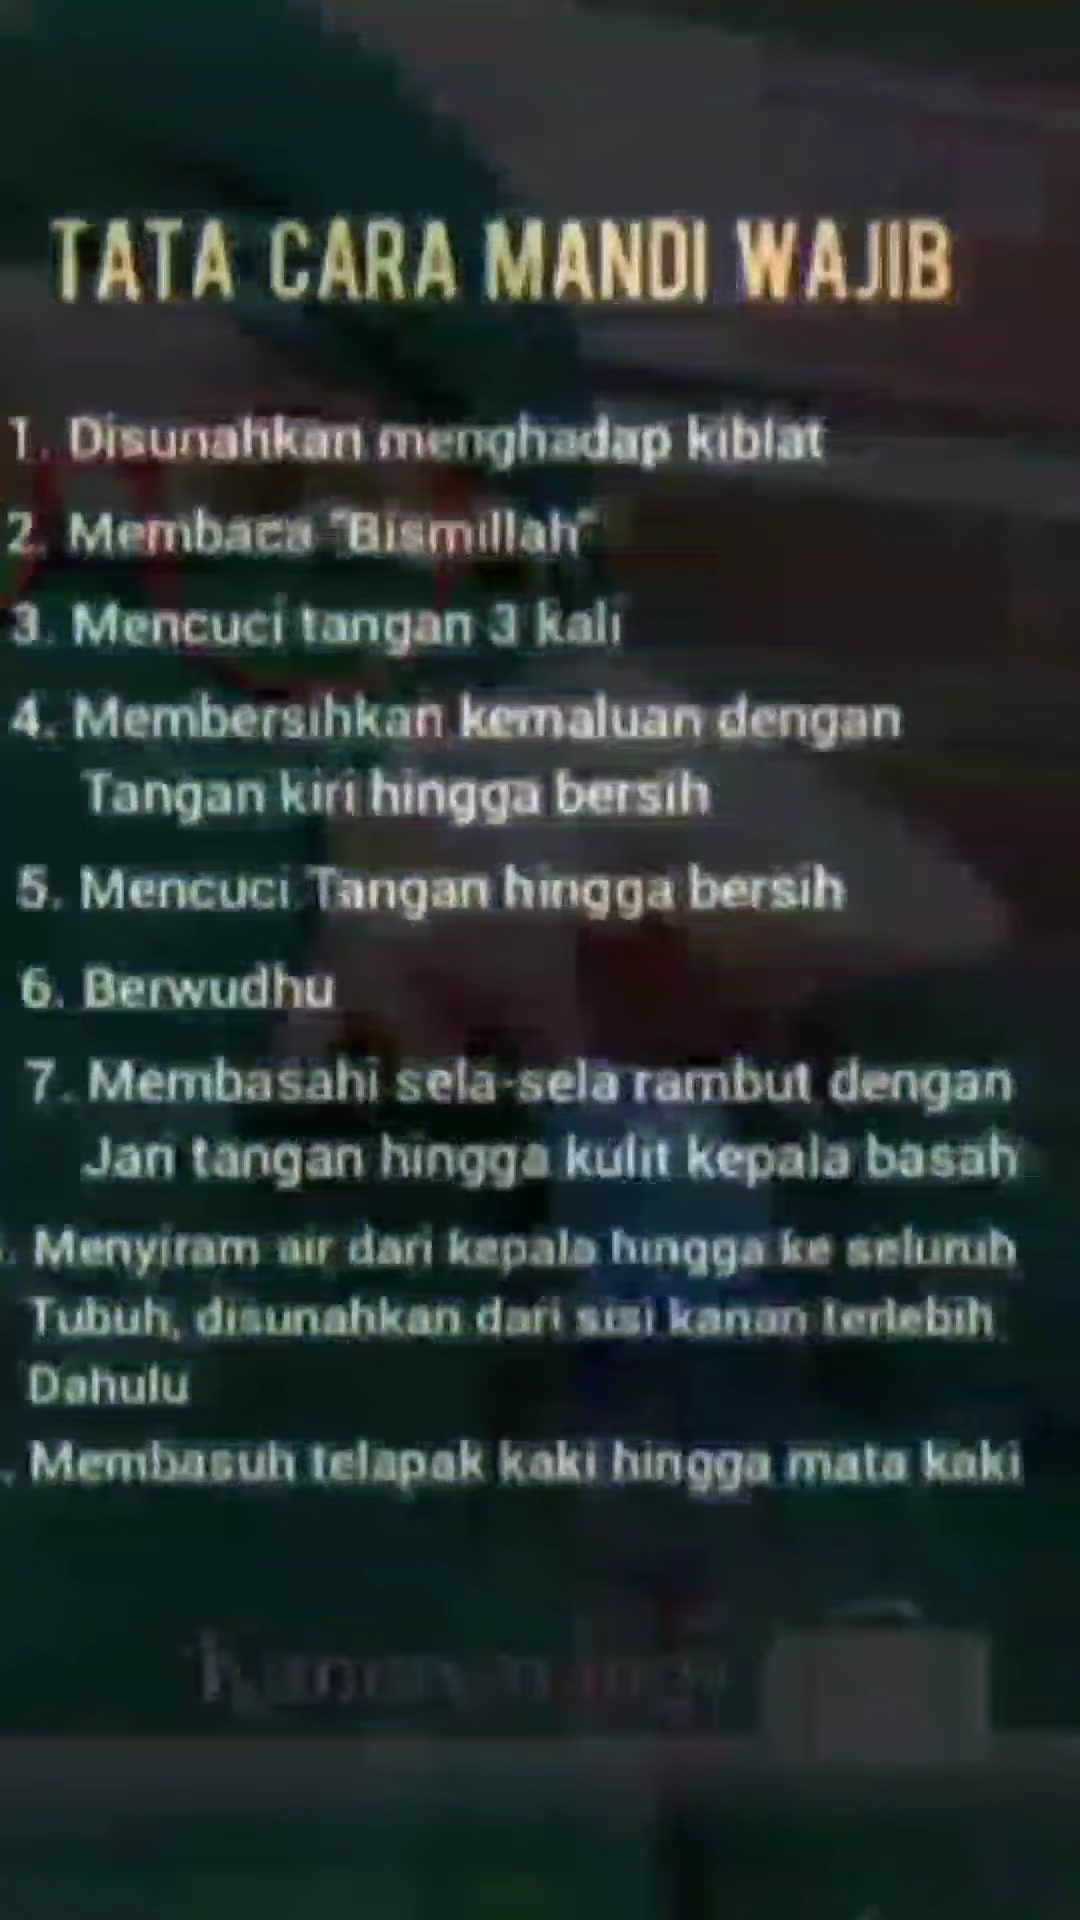 TATA CARA MANDI WAJIB
1. Disunahkan menghadap kiblat
2. Membaca "Bismillah"
3. Mencuci tangan 3 kali
4. Membersihkan kemaluan dengan
Tangan kiri hingga bersih
5. Mencuci Tangan hingga bersih
6. Berwudhu
7. Membasahi sela-sela rambut dengan
Jari tangan hingga kulit kepala basah
. Menyiram air dari kepala hingga ke seluruh
Tubuh, disunahkan dari sisi kanan terlebih
Dahulu
. Membasuh telapak kaki hingga mata kaki